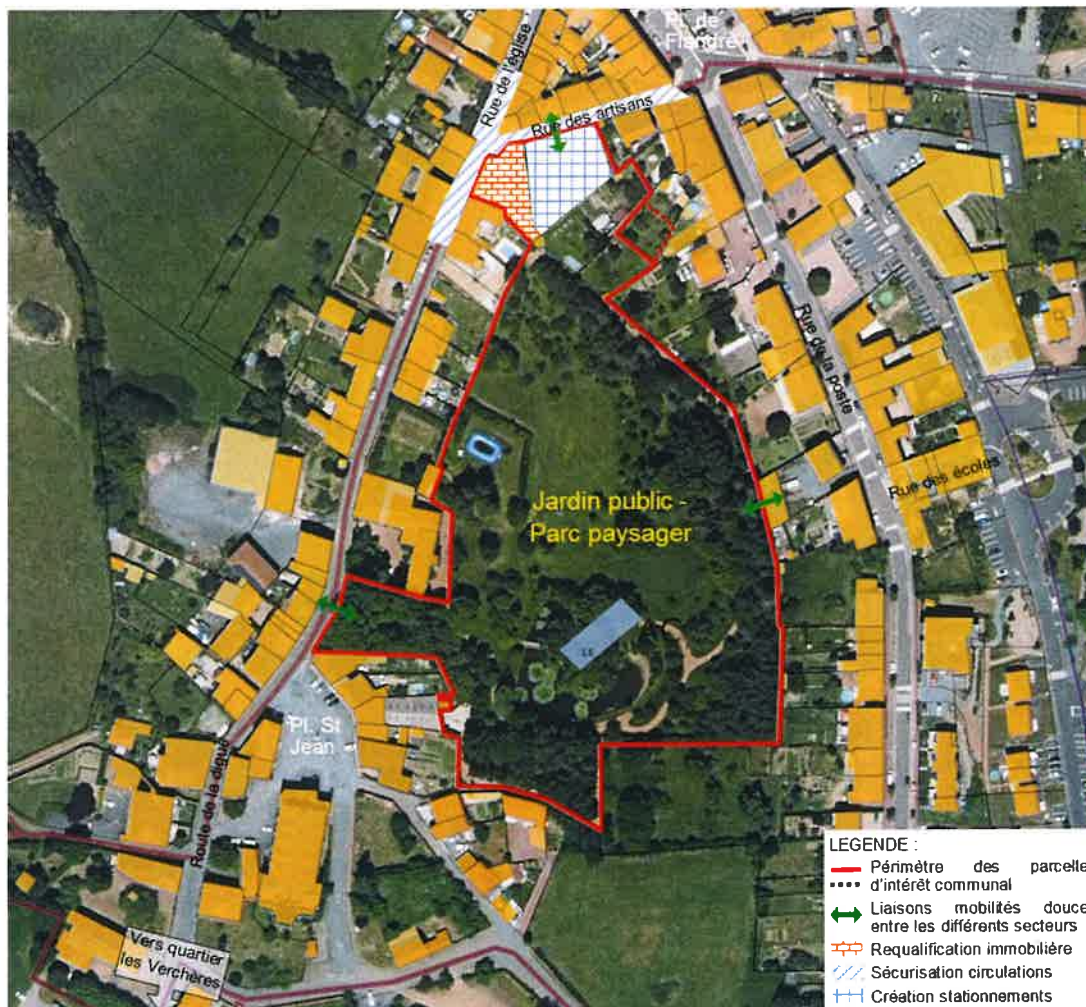 Pl. de
Flandre
Rue de l'église
Rue des artisans
Rue de la poste
Rue des écoles
Jardin public -
Parc paysager
Pl. St
Jean
Route de la digue
Vers quartier
les Verchères
LEGENDE :
Périmètre des parcelle
d'intérêt communal
Liaisons mobilités douce
entre les différents secteurs
Requalification immobilière
Sécurisation circulations
Création stationnements